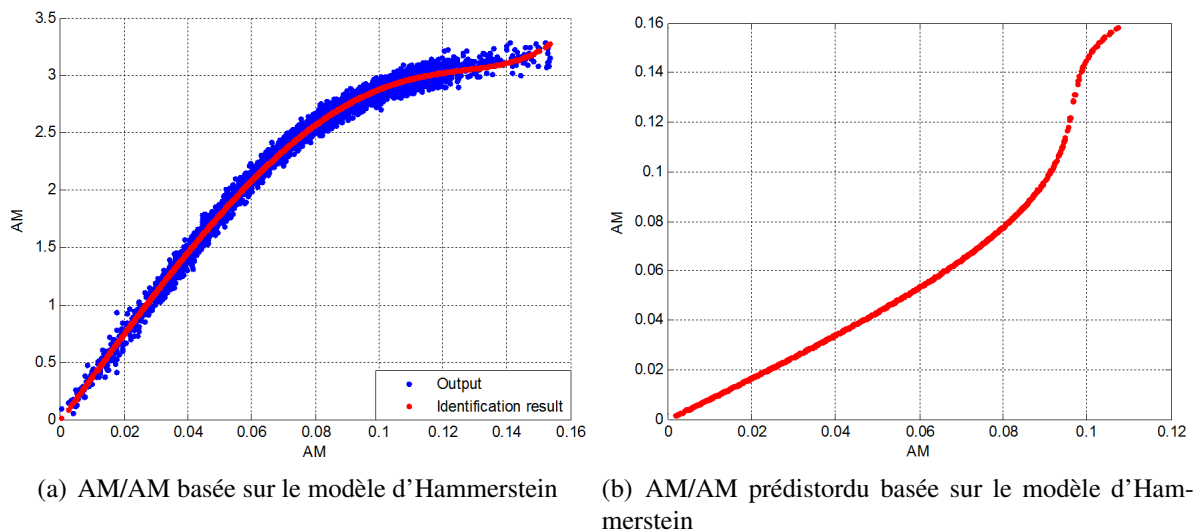 3.5
3
2.5
2
1.5
1
0.5
0
AM
0 0.02 0.04 0.06 0.08 0.1 0.12 0.14 0.16
AM
Output
Identification result
(a) AM/AM basée sur le modèle d'Hammerstein
0.16
0.14
0.12
0.1
0.08
0.06
0.04
0.02
0
AM
0 0.02 0.04 0.06 0.08 0.1 0.12
AM
(b) AM/AM prédistordu basée sur le modèle d'Ham-
merstein